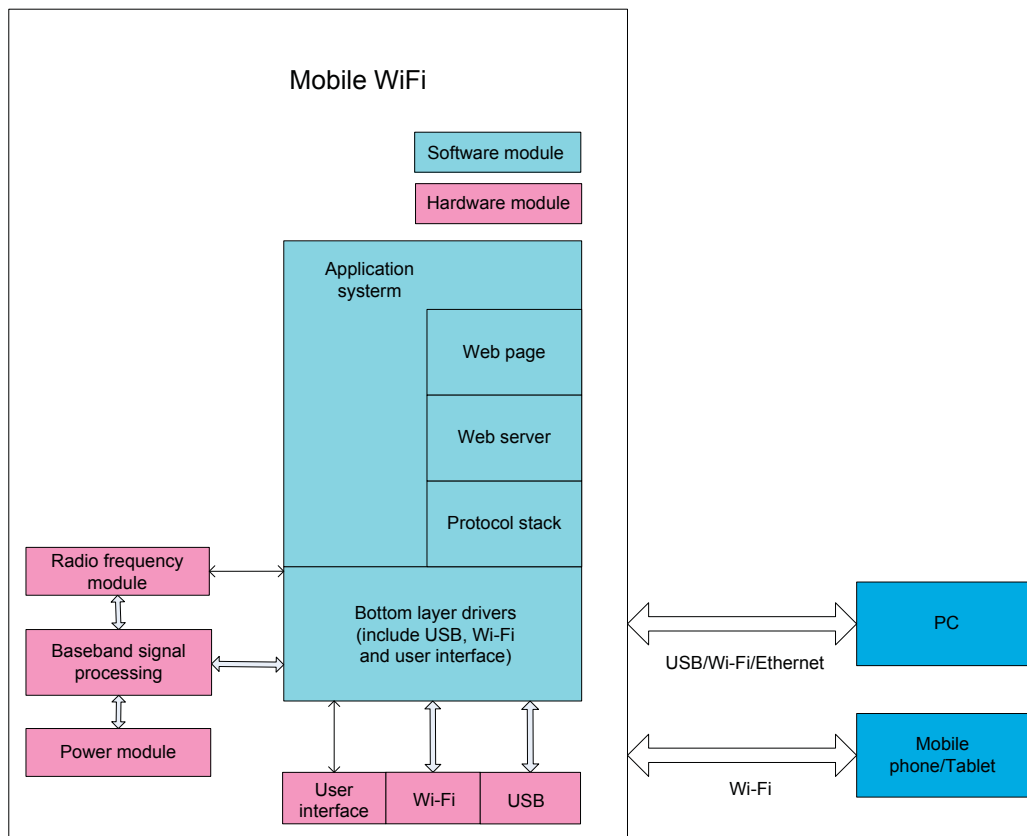 Mobile WiFi
Software module
Hardware module
Application
systerm
Web page
Web server
Protocol stack
Radio frequency
module
Bottom layer drivers
(include USB, Wi-Fi
and user interface)
Baseband signal
processing
Power module
User
interface
Wi-Fi
USB
PC
USB/Wi-Fi/Ethernet
Mobile
phone/Tablet
Wi-Fi